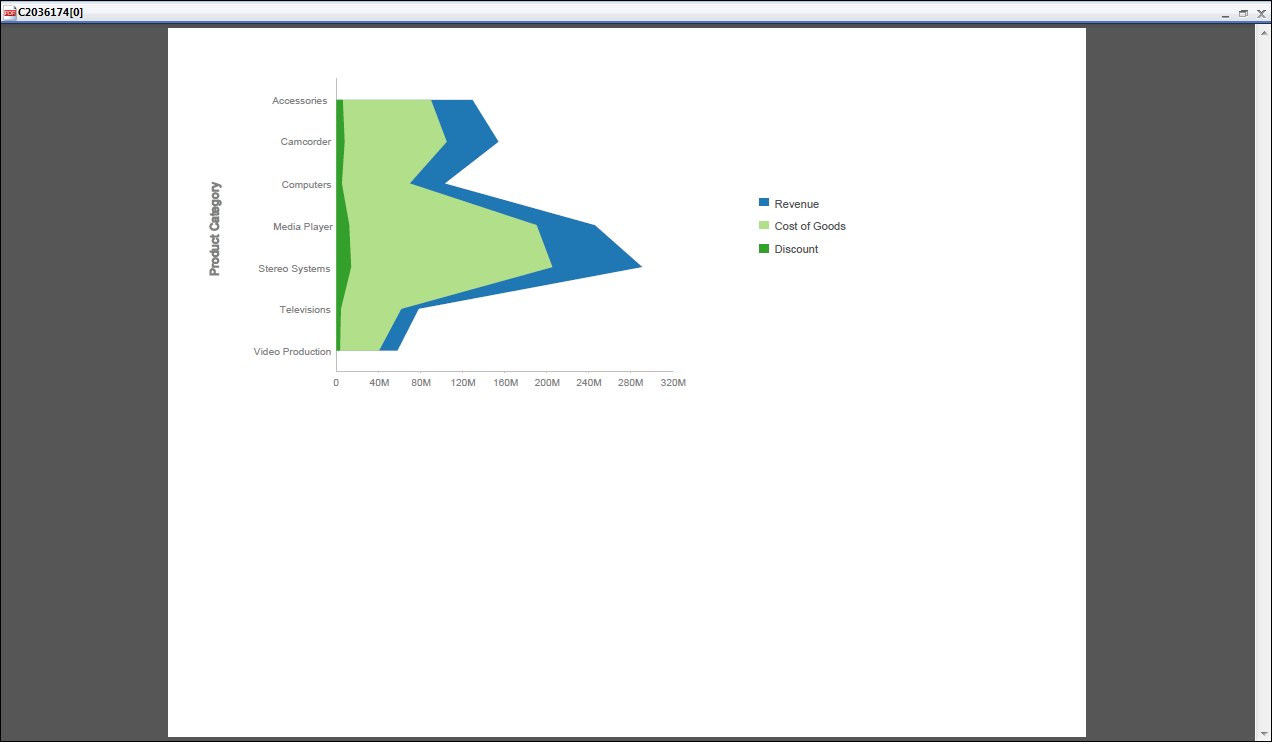 C2036174[0]
Product Category
Accessories
Camcorder
Computers
Media Player
Stereo Systems
Televisions
Video Production
0 40M 80M 120M 160M 200M 240M 280M 320M
Revenue
Cost of Goods
Discount